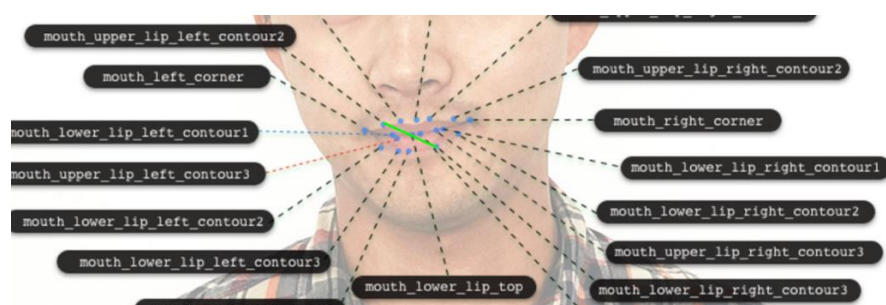 mouth_upper_lip_left_contour2
mouth_upper_lip_right_contour2
mouth_left_corner
mouth_right_corner
mouth_lower_lip_left_contour1
mouth_lower_lip_right_contour1
mouth_upper_lip_left_contour3
mouth_lower_lip_left_contour2
mouth_lower_lip_right_contour2
mouth_upper_lip_right_contour3
mouth_lower_lip_left_contour3
mouth_lower_lip_top
mouth_lower_lip_right_contour3